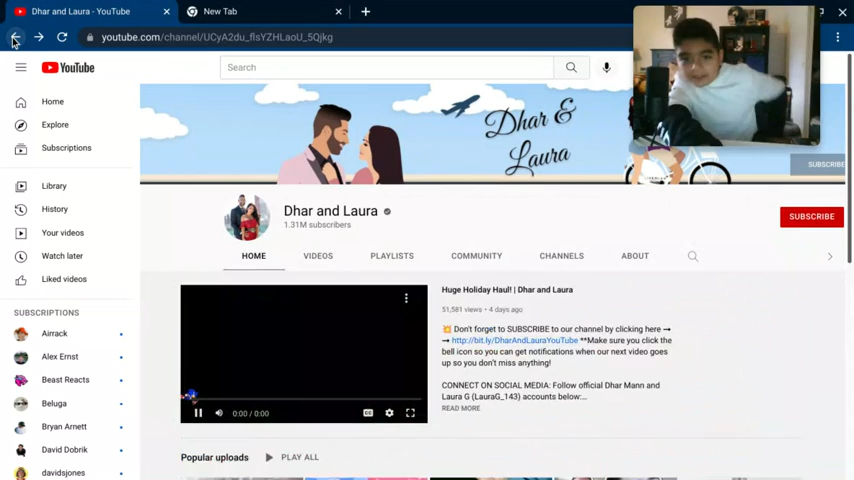 Dhar and Laura - YouTube
New Tab
youtube.com/channel/UCyA2du_flsYZHLaoU_5Qjkg
YouTube
Search
Home
Explore
Subscriptions
Library
History
Your videos
Watch later
Liked videos
SUBSCRIPTIONS
Airrack
Alex Ernst
Beast Reacts
Beluga
Bryan Arnett
David Dobrik
davidsjones
Dhar &
Laura
SUBSCRIBE
Dhar and Laura
1.31M subscribers
SUBSCRIBE
HOME VIDEOS PLAYLISTS COMMUNITY CHANNELS ABOUT
Huge Holiday Haul! | Dhar and Laura
51,581 views • 4 days ago
💥 Don't forget to SUBSCRIBE to our channel by clicking here ➞
➞ http://bit.ly/DharAndLauraYouTube **Make sure you click the
bell icon so you can get notifications when our next video goes
up so you don't miss anything!
CONNECT ON SOCIAL MEDIA: Follow official Dhar Mann and
Laura G (LauraG_143) accounts below:...
READ MORE
0:00 / 0:00
Popular uploads PLAY ALL